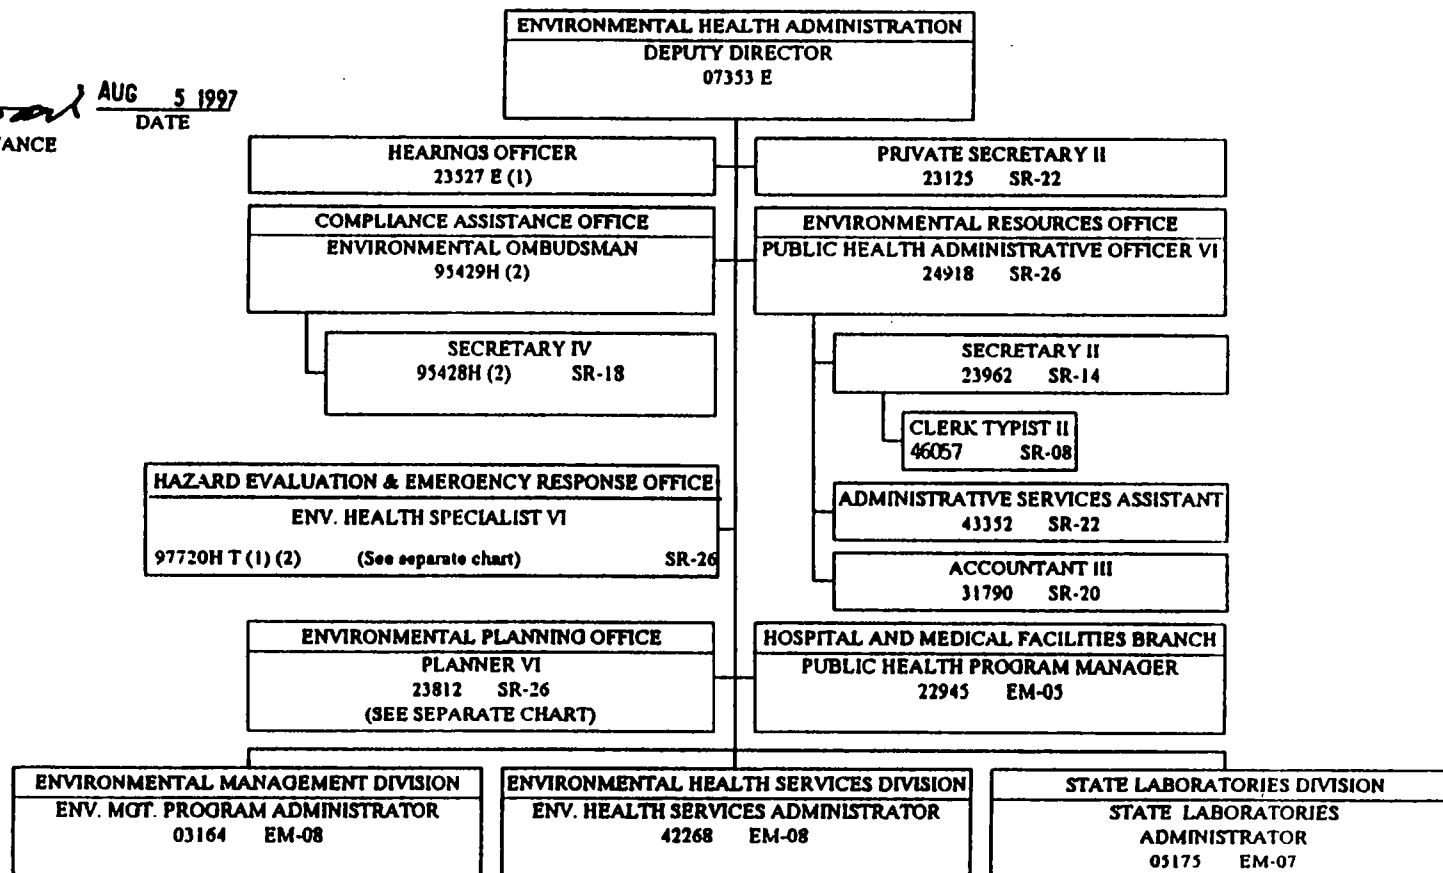 ENVIRONMENTAL HEALTH ADMINISTRATION
DEPUTY DIRECTOR
07353 E
AUG 5 1997
DATE
HEARINGS OFFICER
23527 E (1)
PRIVATE SECRETARY II
23125 SR-22
COMPLIANCE ASSISTANCE OFFICE
ENVIRONMENTAL OMBUDSMAN
95429H (2)
ENVIRONMENTAL RESOURCES OFFICE
PUBLIC HEALTH ADMINISTRATIVE OFFICER VI
24918 SR-26
SECRETARY IV
95428H (2) SR-18
SECRETARY II
23962 SR-14
CLERK TYPIST II
46057 SR-08
HAZARD EVALUATION & EMERGENCY RESPONSE OFFICE
ENV. HEALTH SPECIALIST VI
97720H T (1) (2) (See separate chart) SR-26
ADMINISTRATIVE SERVICES ASSISTANT
43352 SR-22
ACCOUNTANT III
31790 SR-20
ENVIRONMENTAL PLANNING OFFICE
PLANNER VI
23812 SR-26
(SEE SEPARATE CHART)
HOSPITAL AND MEDICAL FACILITIES BRANCH
PUBLIC HEALTH PROGRAM MANAGER
22945 EM-05
ENVIRONMENTAL MANAGEMENT DIVISION
ENV. MGT. PROGRAM ADMINISTRATOR
03164 EM-08
ENVIRONMENTAL HEALTH SERVICES DIVISION
ENV. HEALTH SERVICES ADMINISTRATOR
42268 EM-08
STATE LABORATORIES DIVISION
STATE LABORATORIES
ADMINISTRATOR
05175 EM-07